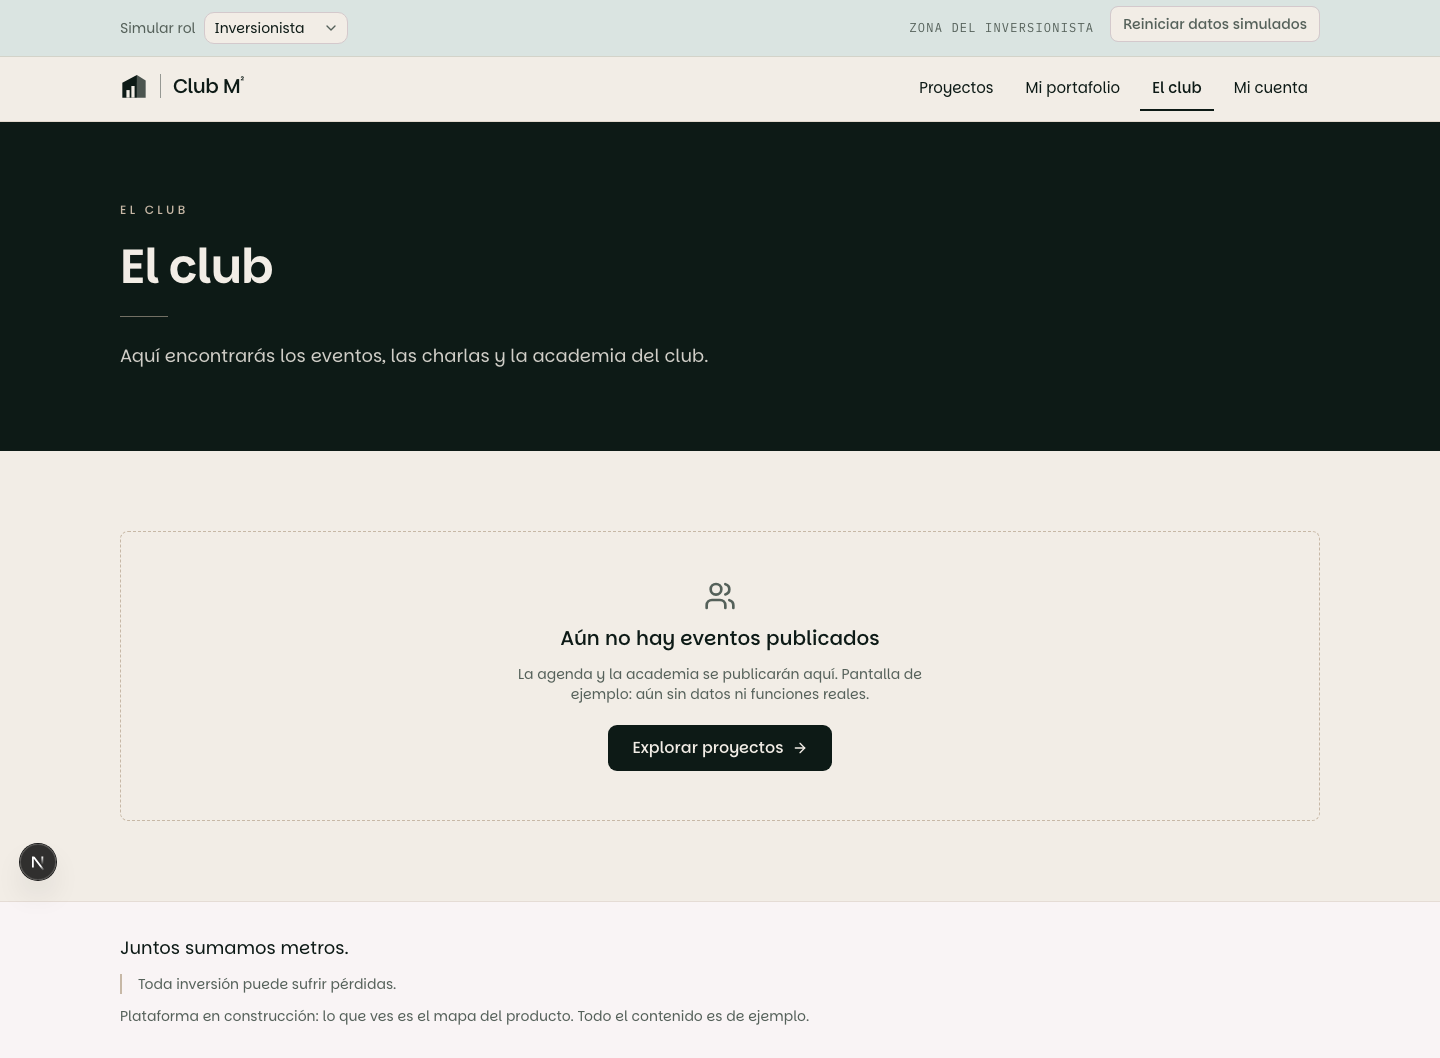 Simular rol
Inversionista
ZONA DEL INVERSIONISTA
Reiniciar datos simulados
Club M²
Proyectos
Mi portafolio
El club
Mi cuenta
EL CLUB
El club
Aquí encontrarás los eventos, las charlas y la academia del club.
Aún no hay eventos publicados
La agenda y la academia se publicarán aquí. Pantalla de
ejemplo: aún sin datos ni funciones reales.
Explorar proyectos
N
Juntos sumamos metros.
Toda inversión puede sufrir pérdidas.
Plataforma en construcción: lo que ves es el mapa del producto. Todo el contenido es de ejemplo.